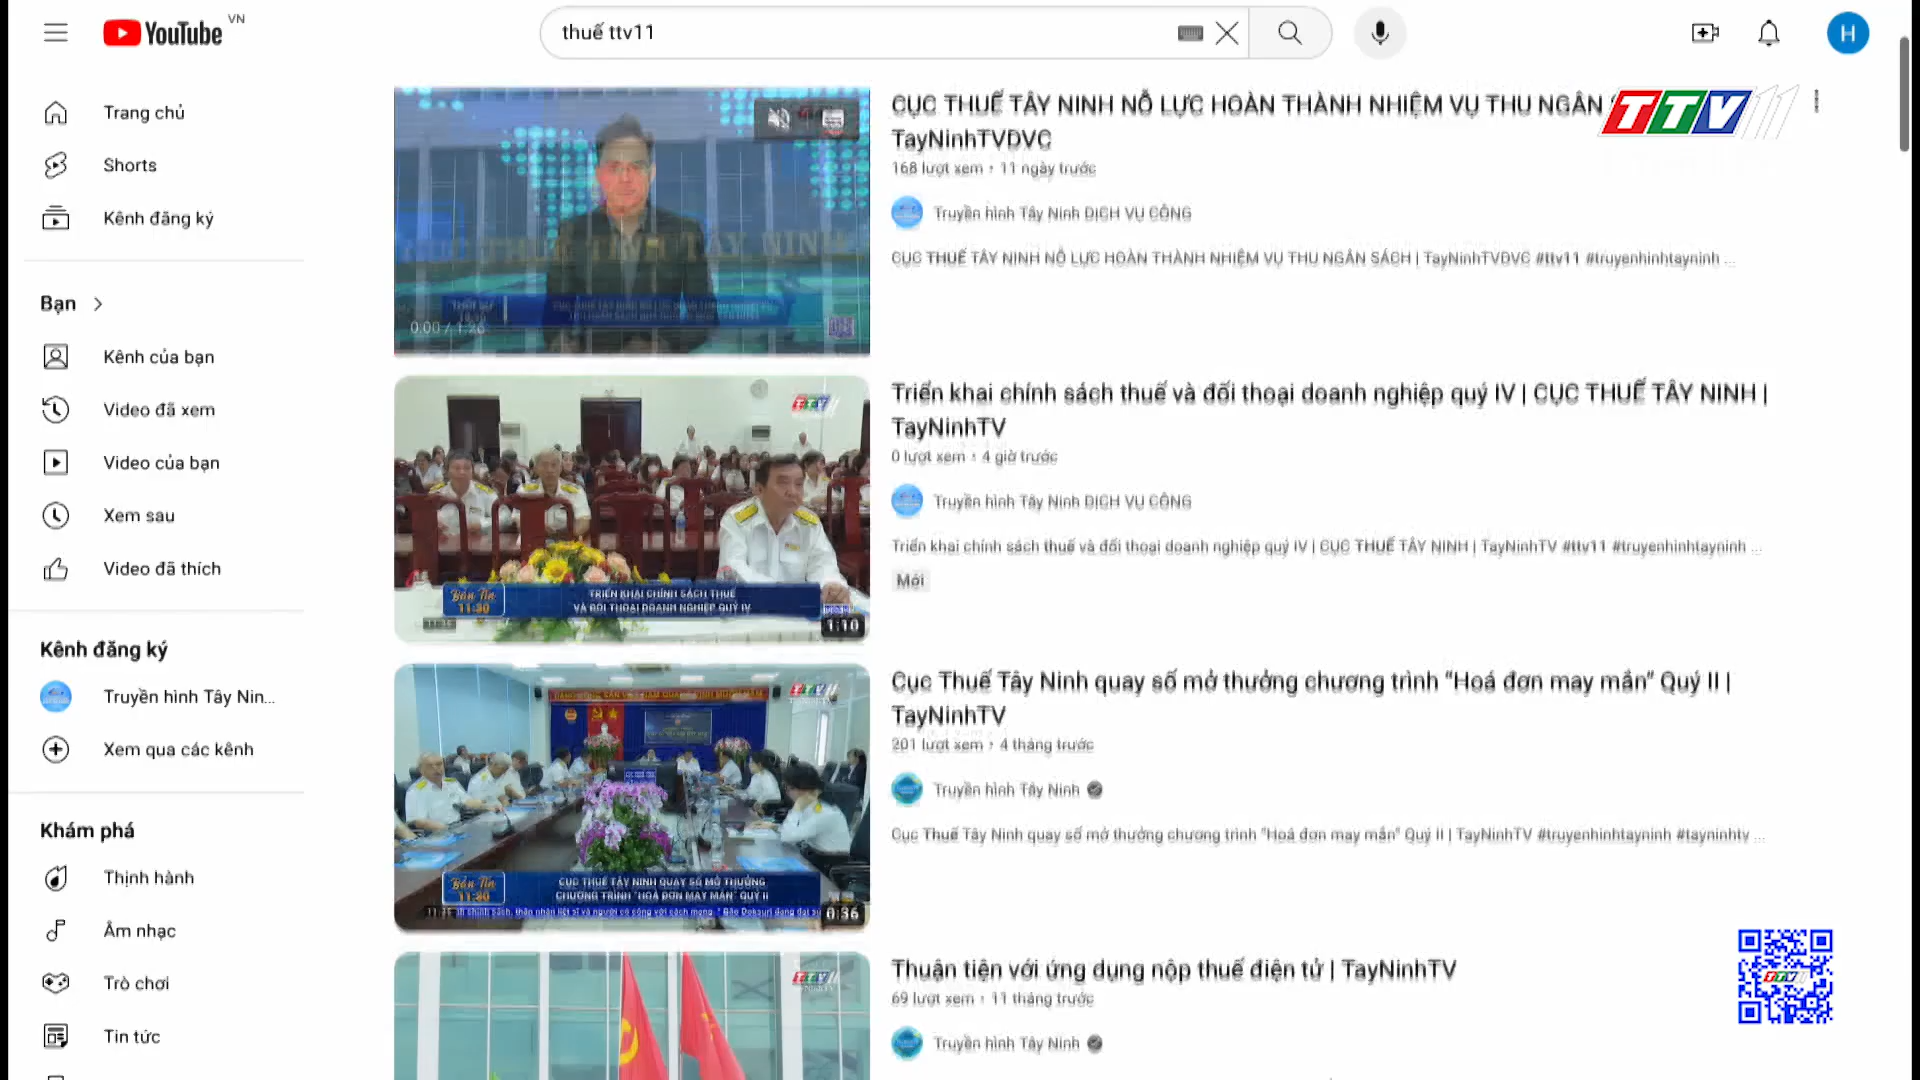 YouTube VN
thuế ttv11
H
Trang chủ
Shorts
Kênh đăng ký
Bạn
Kênh của bạn
Video đã xem
Video của bạn
Xem sau
Video đã thích
Kênh đăng ký
Truyền hình Tây Nin...
Xem qua các kênh
Khám phá
Thịnh hành
Âm nhạc
Trò chơi
Tin tức
CỤC THUẾ TÂY NINH NỖ LỰC HOÀN THÀNH NHIỆM VỤ THU NGÂN
TTV11
TayNinhTVDVC
168 lượt xem • 11 ngày trước
Truyền hình Tây Ninh DỊCH VỤ CÔNG
CỤC THUẾ TÂY NINH NỖ LỰC HOÀN THÀNH NHIỆM VỤ THU NGÂN SÁCH | TayNinhTVDVC #ttv11 #truyenhinhtayninh ...
0:00 / 1:26
Triển khai chính sách thuế và đối thoại doanh nghiệp quý IV | CỤC THUẾ TÂY NINH |
TayNinhTV
0 lượt xem • 4 giờ trước
Truyền hình Tây Ninh DỊCH VỤ CÔNG
Triển khai chính sách thuế và đối thoại doanh nghiệp quý IV | CỤC THUẾ TÂY NINH | TayNinhTV #ttv11 #truyenhinhtayninh ...
Mới
TTV11
Bản Tin
11:30
TRIỂN KHAI CHÍNH SÁCH THUẾ
VÀ ĐỐI THOẠI DOANH NGHIỆP QUÝ IV
1:10
Cục Thuế Tây Ninh quay số mở thưởng chương trình "Hoá đơn may mắn" Quý II |
TayNinhTV
201 lượt xem • 4 tháng trước
Truyền hình Tây Ninh
Cục Thuế Tây Ninh quay số mở thưởng chương trình "Hoá đơn may mắn" Quý II | TayNinhTV #truyenhinhtayninh #tayninhtv ...
TTV11
Bản Tin
11:30
CỤC THUẾ TÂY NINH QUAY SỐ MỞ THƯỞNG
CHƯƠNG TRÌNH "HOÁ ĐƠN MAY MẮN" QUÝ II
0:36
Thuận tiện với ứng dụng nộp thuế điện tử | TayNinhTV
69 lượt xem • 11 tháng trước
Truyền hình Tây Ninh
TTV11
TTV11